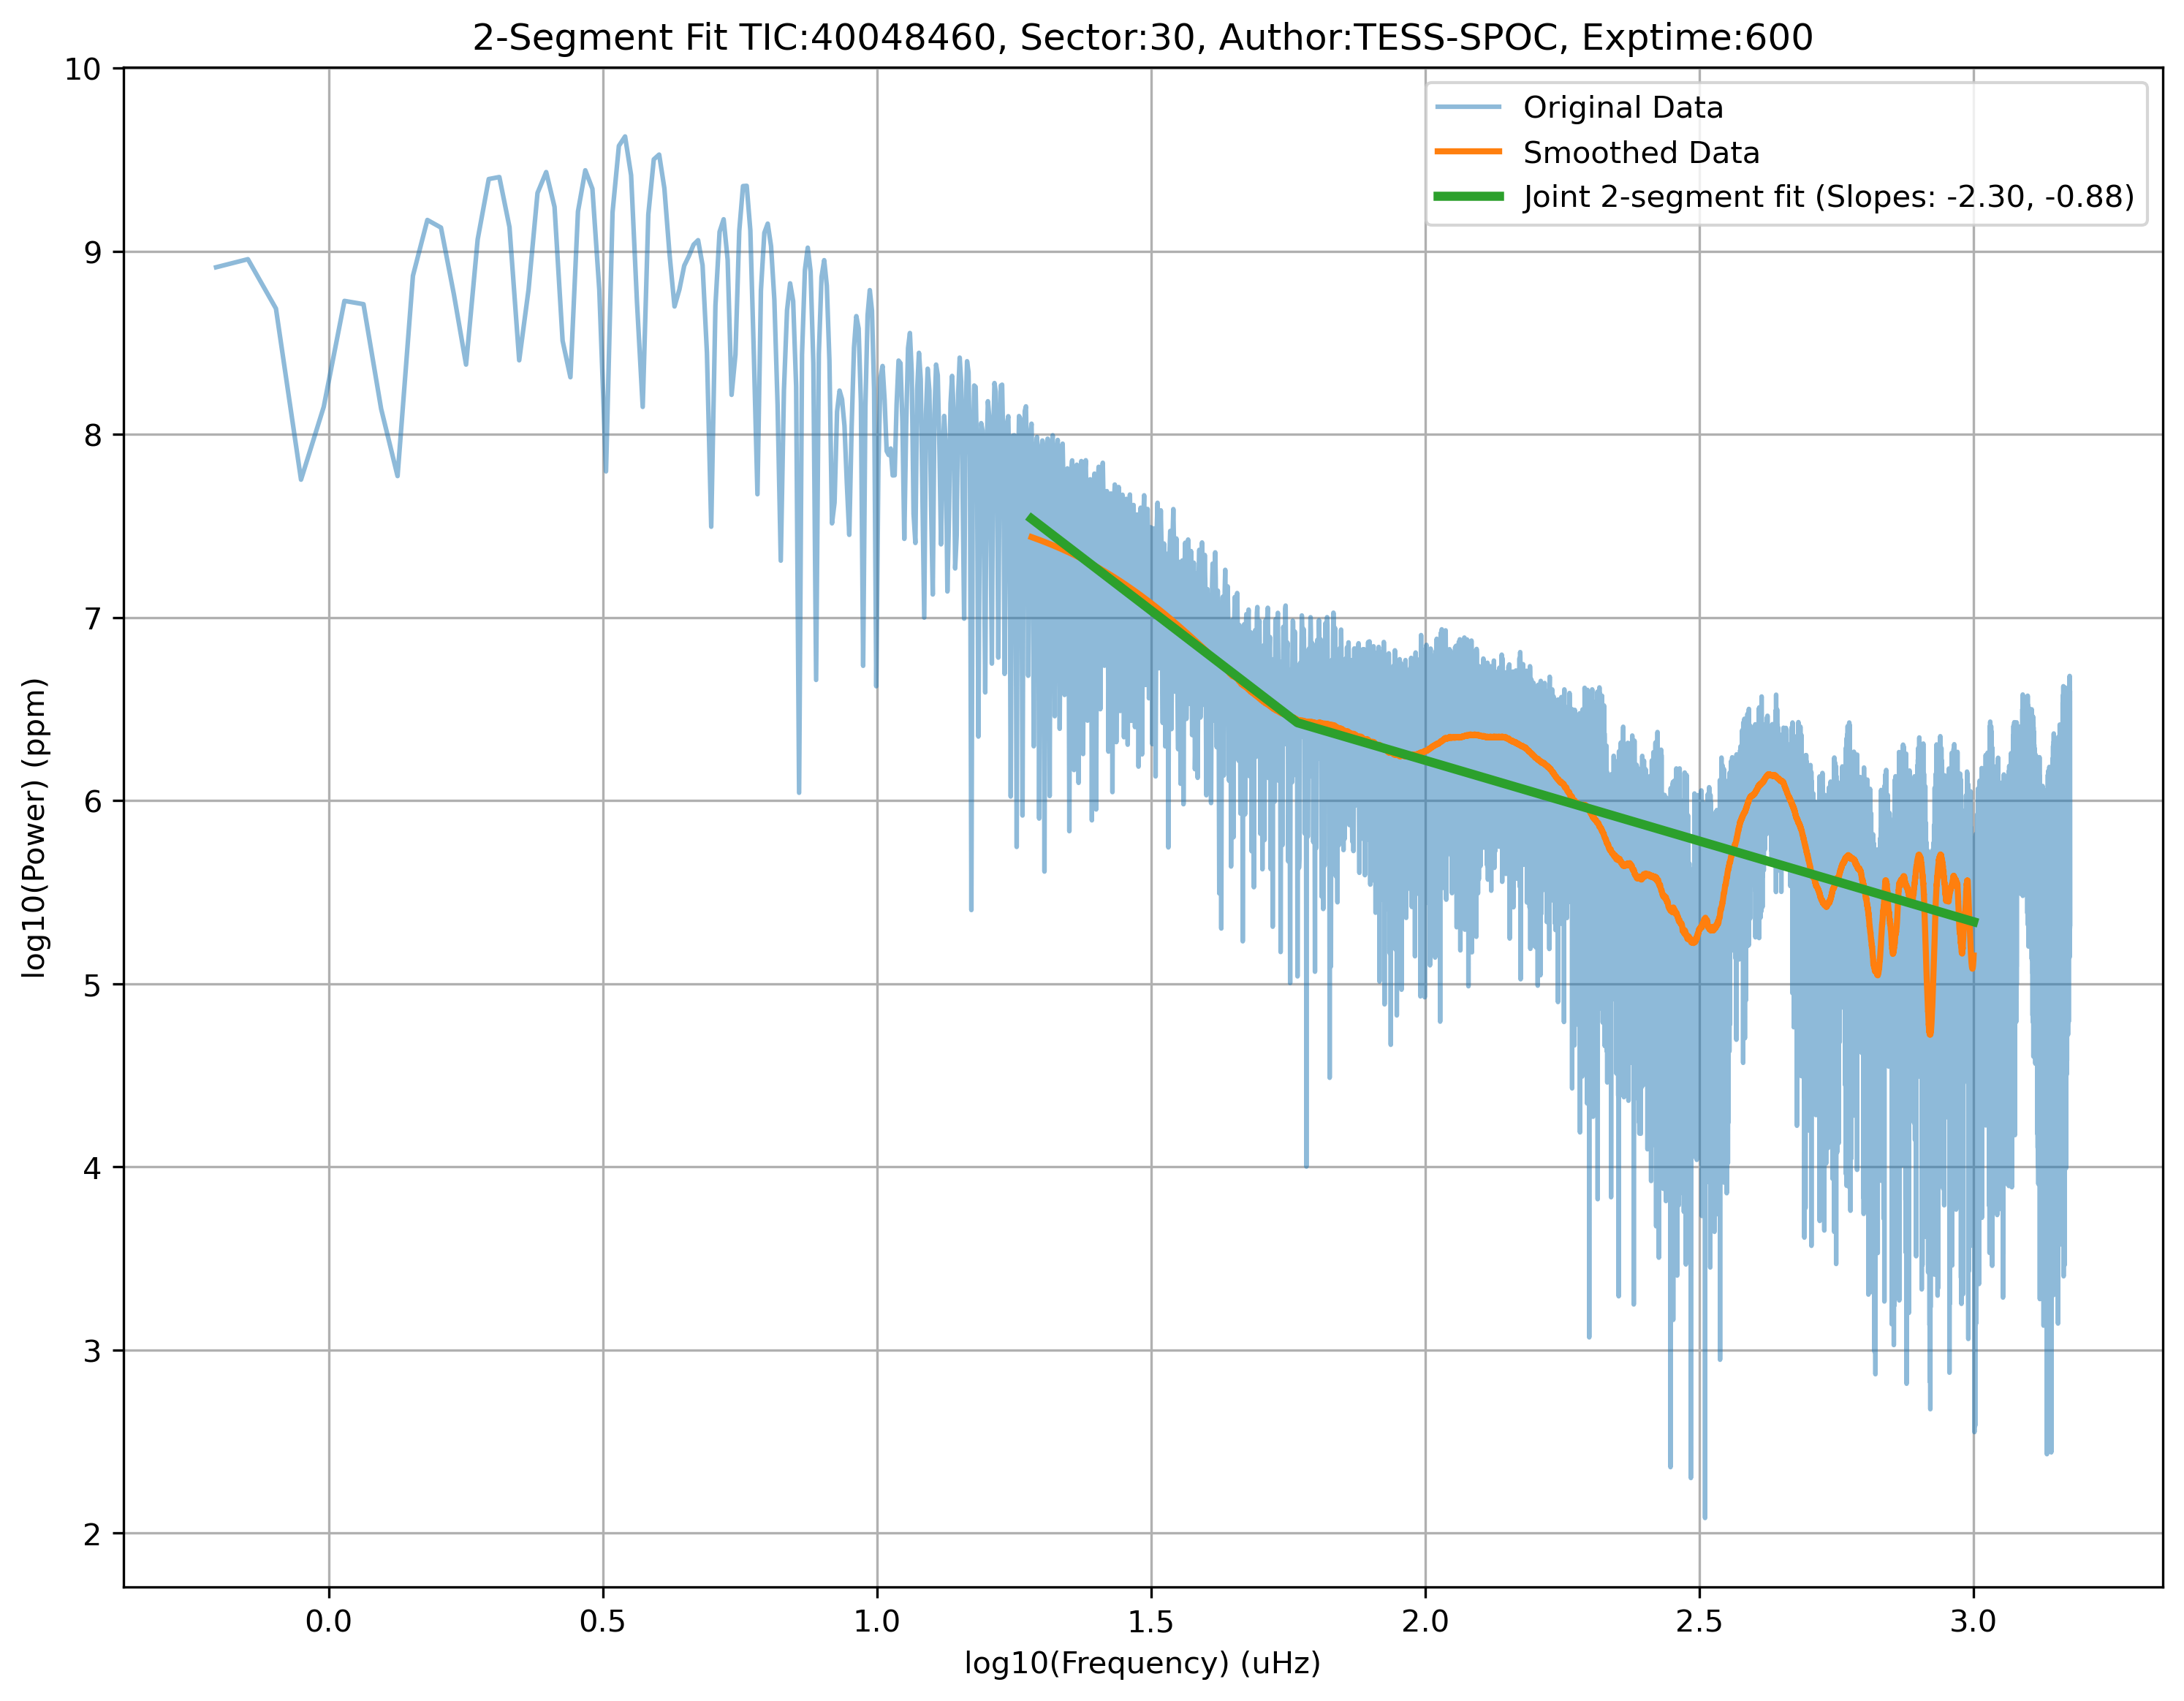 2-Segment Fit TIC:40048460, Sector:30, Author:TESS-SPOC, Exptime:600
Original Data
Smoothed Data
Joint 2-segment fit (Slopes: -2.30, -0.88)
log10(Power) (ppm)
10
9
8
7
6
5
4
3
2
0.0
0.5
1.0
1.5
2.0
2.5
3.0
log10(Frequency) (uHz)